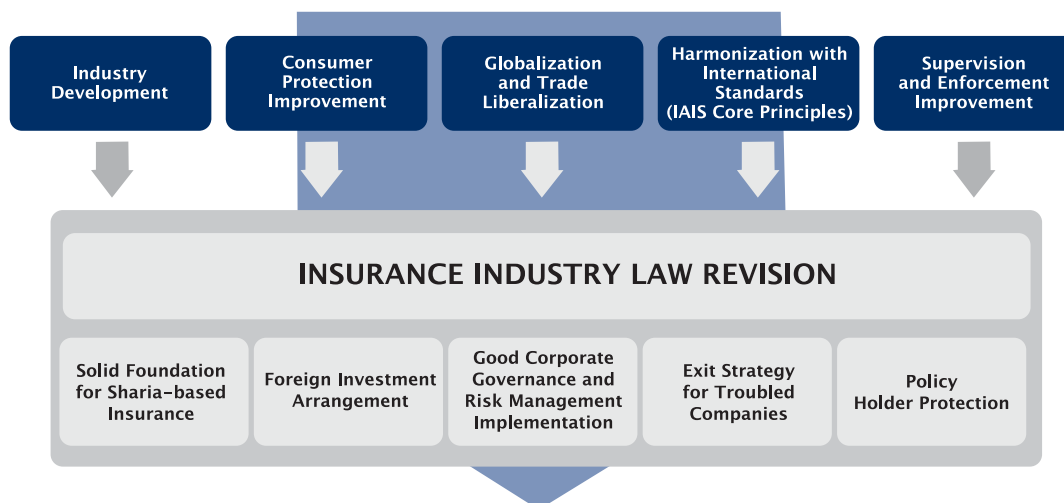 Industry
Development
Consumer
Protection
Improvement
Globalization
and Trade
Liberalization
Harmonization with
International
Standards
(IAIS Core Principles)
Supervision
and Enforcement
Improvement
INSURANCE INDUSTRY LAW REVISION
Solid Foundation
for Sharia-based
Insurance
Foreign Investment
Arrangement
Good Corporate
Governance and
Risk Management
Implementation
Exit Strategy
for Troubled
Companies
Policy
Holder Protection